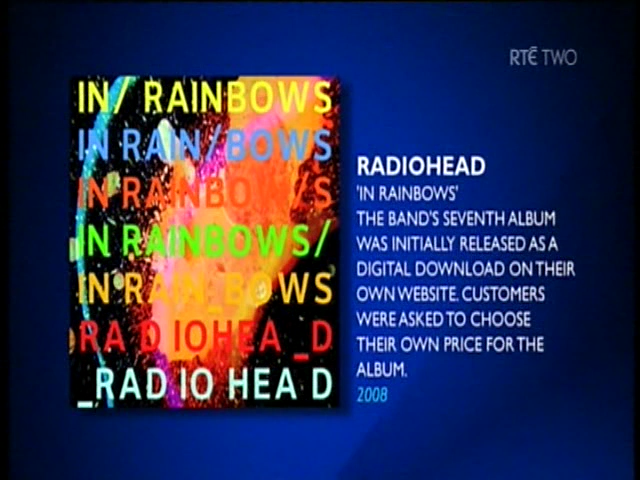 RTÉ TWO
IN/ RAINBOWS
IN RAIN/BOWS
IN RAINBOW/S
IN RAINBOWS/
IN RAIN_BOWS
RA D IOHEA _D
_RAD IO HEA D
RADIOHEAD
'IN RAINBOWS'
THE BAND'S SEVENTH ALBUM
WAS INITIALLY RELEASED AS A
DIGITAL DOWNLOAD ON THEIR
OWN WEBSITE. CUSTOMERS
WERE ASKED TO CHOOSE
THEIR OWN PRICE FOR THE
ALBUM.
2008